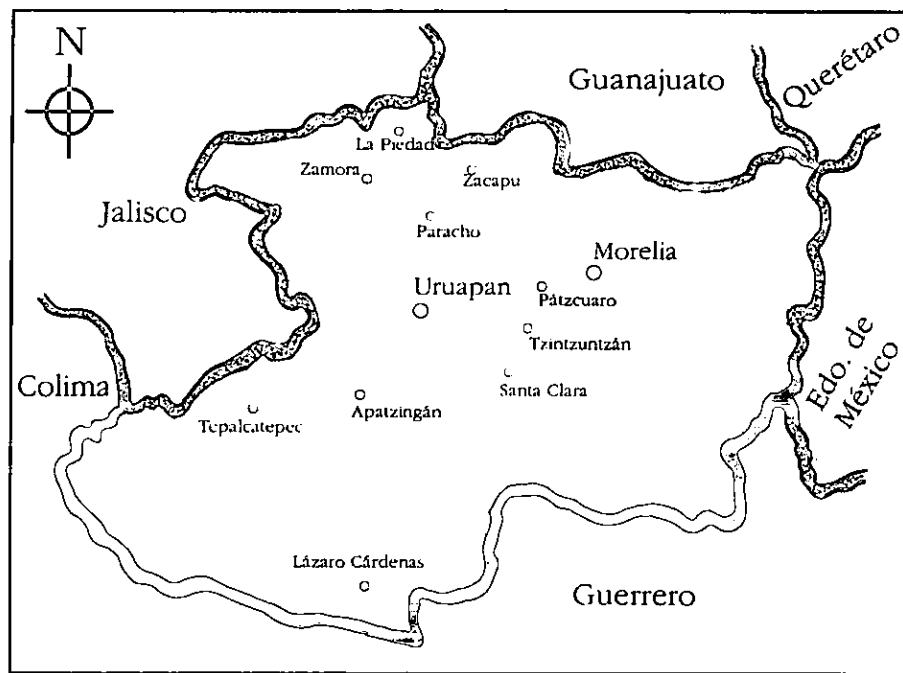 N
Guanajuato
Querétaro
La Piedad
Zamora
Zacapu
Jalisco
Paracho
Morelia
Uruapan
Pátzcuaro
Tzintzuntzán
Edo. de
México
Colima
Santa Clara
Apatzingán
Tepalcatepec
Lázaro Cárdenas
Guerrero